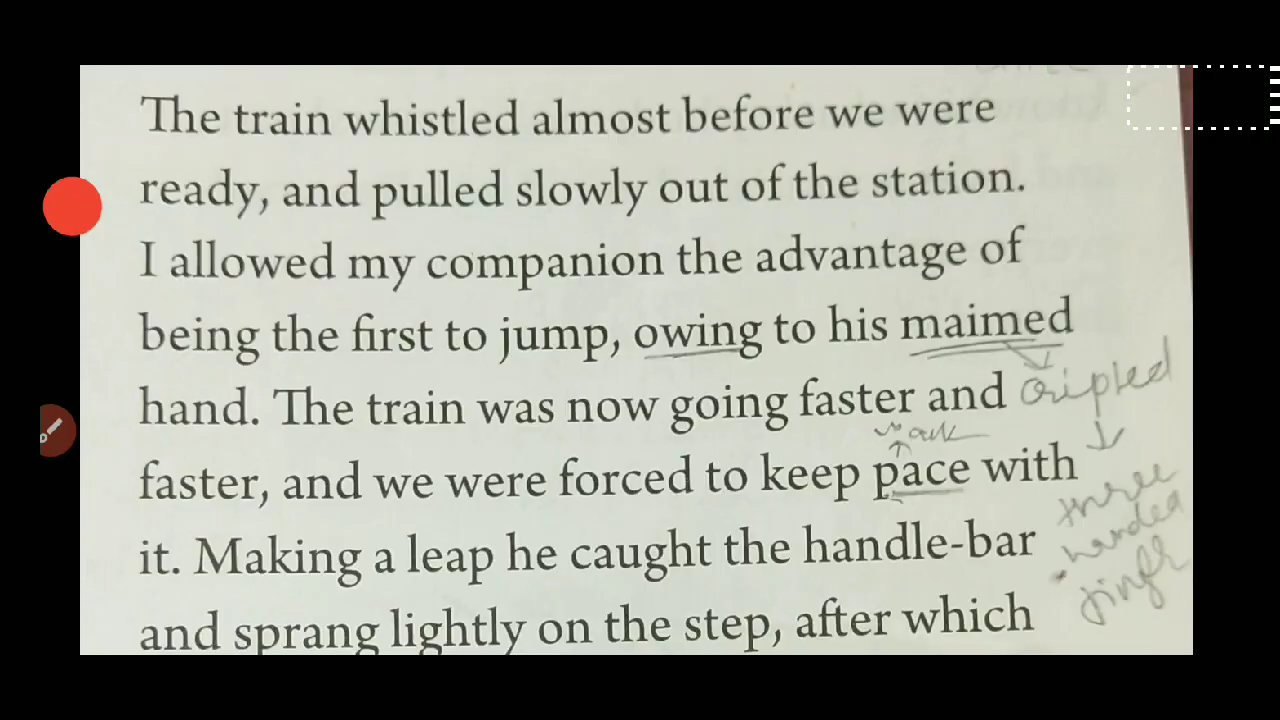 The train whistled almost before we were
ready, and pulled slowly out of the station.
I allowed my companion the advantage of
being the first to jump, owing to his maimed
hand. The train was now going faster and cripled
faster, and we were forced to keep pace with
three
handed
it. Making a leap he caught the handle-bar
and sprang lightly on the step, after which